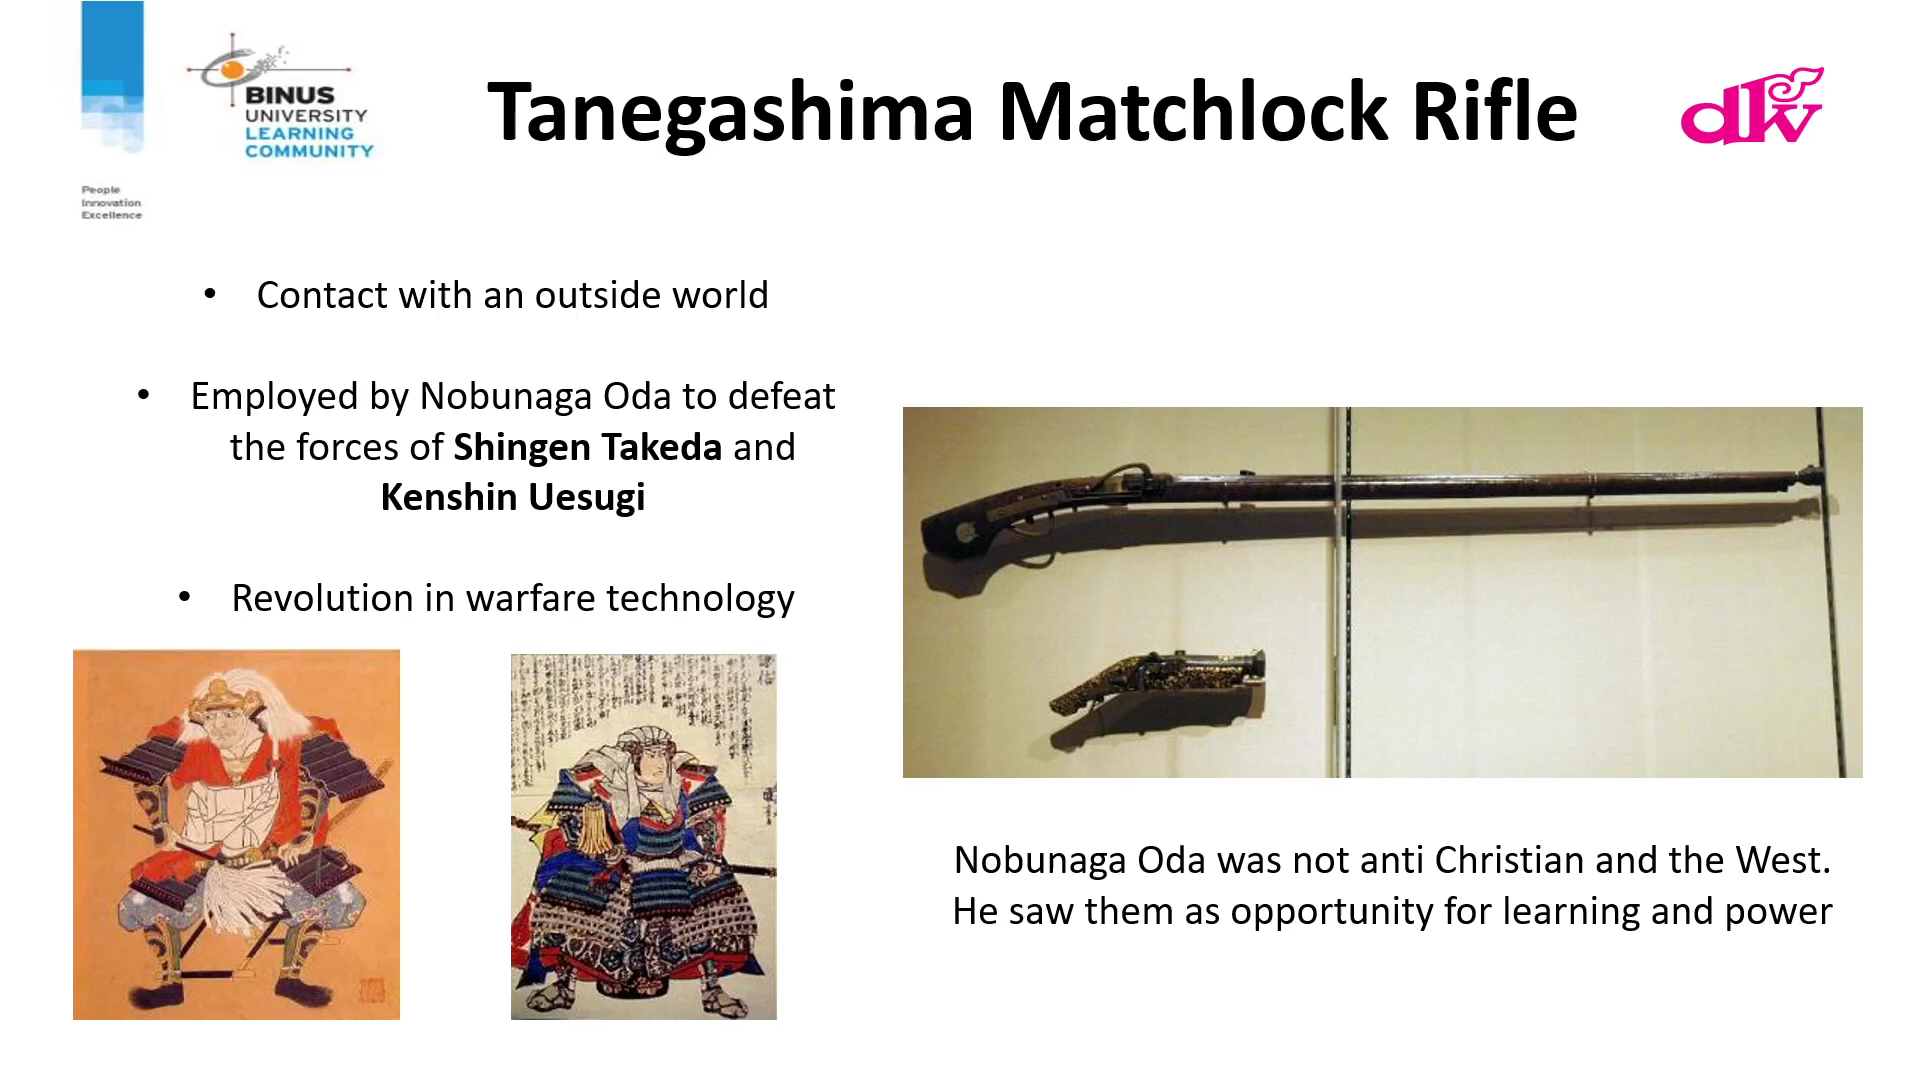 BINUS
UNIVERSITY
LEARNING
COMMUNITY
People
Innovation
Excellence
Tanegashima Matchlock Rifle
dkv
• Contact with an outside world
• Employed by Nobunaga Oda to defeat
the forces of Shingen Takeda and
Kenshin Uesugi
• Revolution in warfare technology
Nobunaga Oda was not anti Christian and the West.
He saw them as opportunity for learning and power